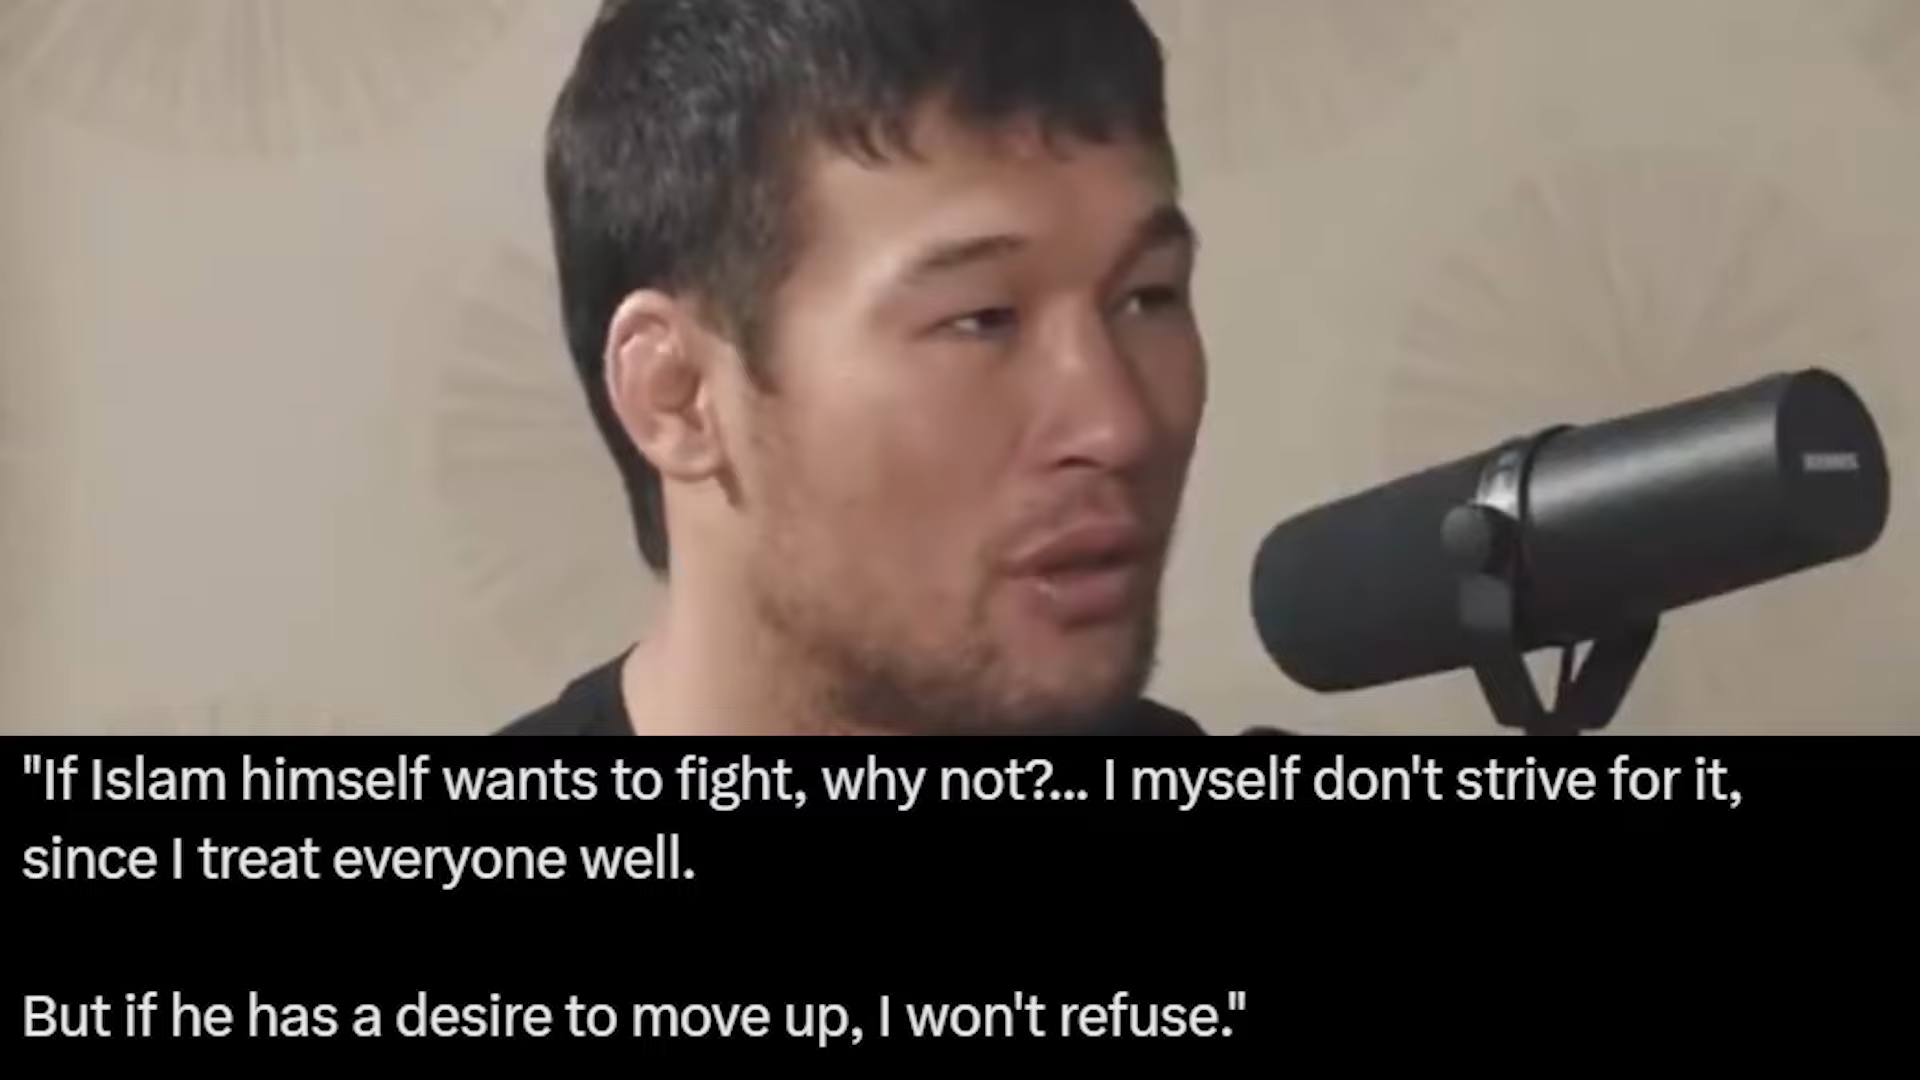 "If Islam himself wants to fight, why not?... I myself don't strive for it,
since I treat everyone well.
But if he has a desire to move up, I won't refuse."